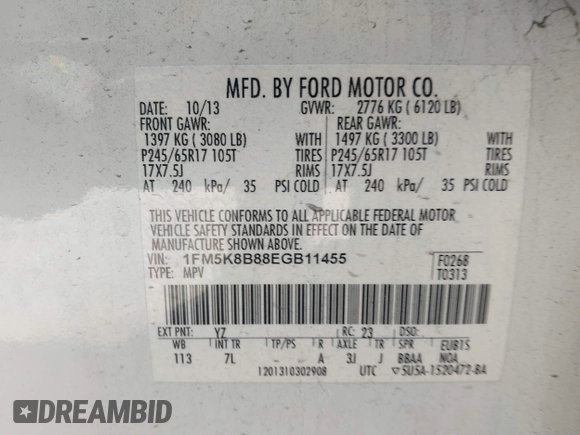 MFD. BY FORD MOTOR CO.
DATE: 10/13 GVWR: 2776 KG ( 6120 LB)
FRONT GAWR: REAR GAWR:
1397 KG ( 3080 LB) WITH 1497 KG ( 3300 LB) WITH
P245/65R17 105T TIRES P245/65R17 105T TIRES
17X7.5J RIMS 17X7.5J RIMS
AT 240 kPa/ 35 PSI COLD AT 240 kPa/ 35 PSI COLD
THIS VEHICLE CONFORMS TO ALL APPLICABLE FEDERAL MOTOR
VEHICLE SAFETY STANDARDS IN EFFECT ON THE DATE OF
MANUFACTURE SHOWN ABOVE.
VIN: 1FM5K8B88EGB11455 F0268
TYPE: MPV T0313
EXT PNT: YZ RC: 23 DSO:
WB INT TR TP/PS R AXLE TR SPR EUBTS
113 7L - - A 3J J BBAA NOA
1201310302908 UTC 5U5A-1520472-BA
DREAMBID